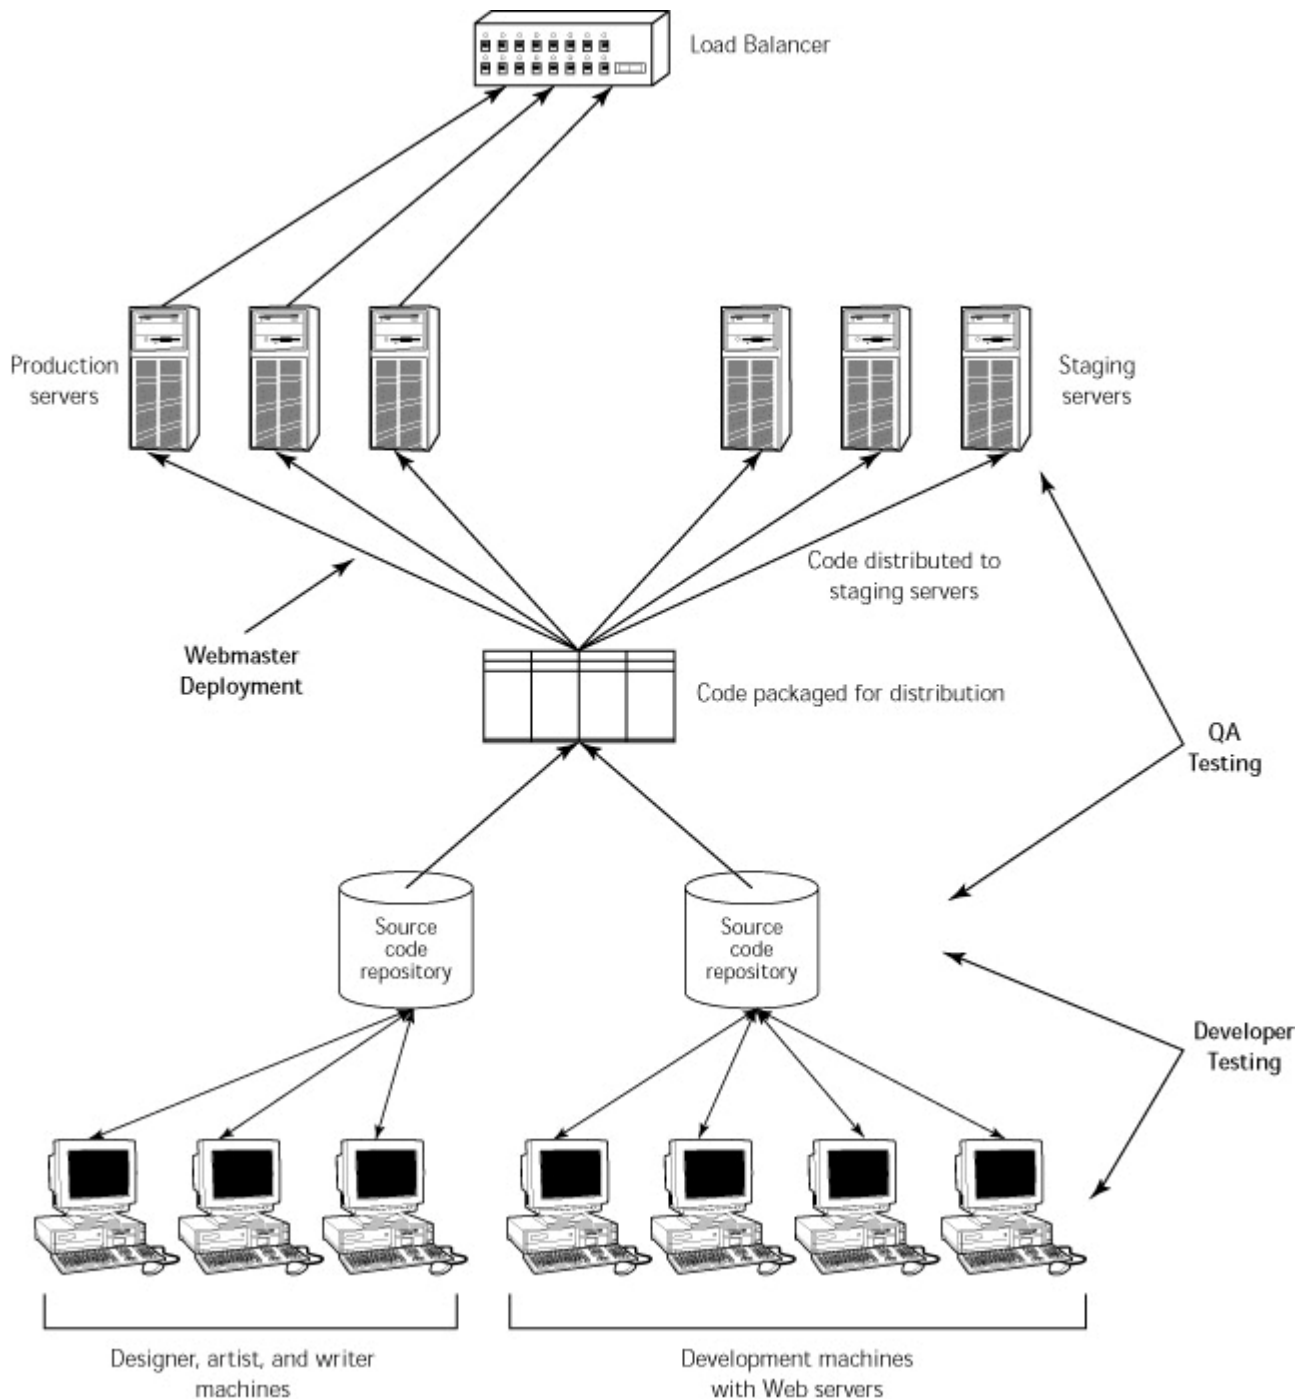 Load Balancer
Production
servers
Staging
servers
Code distributed to
staging servers
Webmaster
Deployment
Code packaged for distribution
QA
Testing
Source
code
repository
Source
code
repository
Developer
Testing
Designer, artist, and writer
machines
Development machines
with Web servers